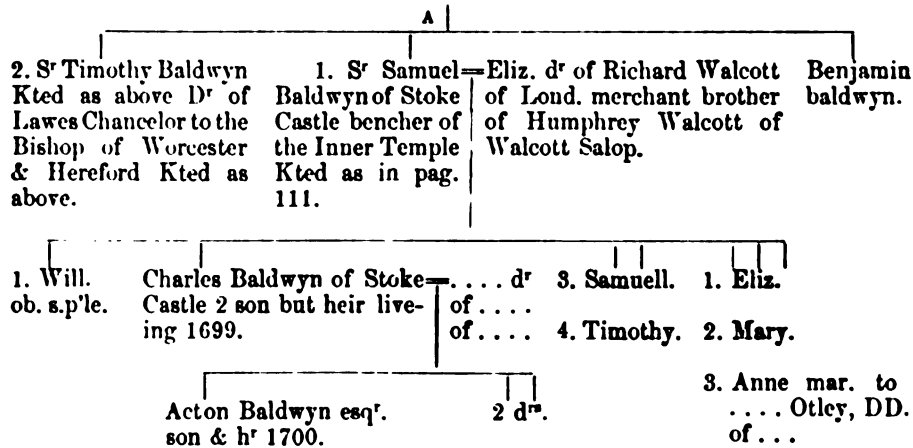 A
2. Sʳ Timothy Baldwyn
Kted as above Dʳ of
Lawes Chancelor to the
Bishop of Worcester
& Hereford Kted as
above.
1. Sʳ Samuel=
Baldwyn of Stoke
Castle bencher of
the Inner Temple
Kted as in pag.
111.
Eliz. dʳ of Richard Walcott
of Lond. merchant brother
of Humphrey Walcott of
Walcott Salop.
Benjamin
baldwyn.
1. Will.
ob. s.p'le.
Charles Baldwyn of Stoke=
Castle 2 son but heir live-
ing 1699.
.... dʳ
of ....
of ....
3. Samuell.
4. Timothy.
1. Eliz.
2. Mary.
3. Anne mar. to
.... Otley, DD.
of ...
Acton Baldwyn esqʳ.
son & hʳ 1700.
2 dʳˢ.